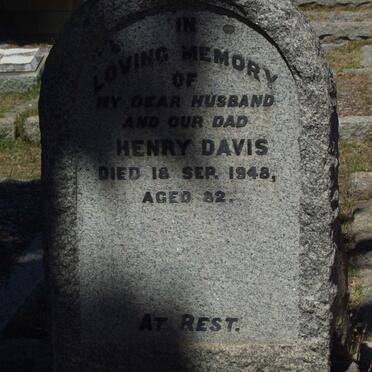 IN
LOVING MEMORY
OF
MY DEAR HUSBAND
AND OUR DAD
HENRY DAVIS
DIED 18 SEP. 1948,
AGED 82.
AT REST.